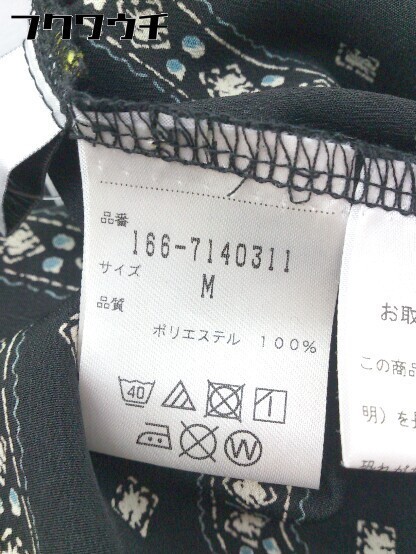 フクワウチ
品番
166-7140311
サイズ
M
品質
ポリエステル 100%
40
W
お取
この商品
明）を